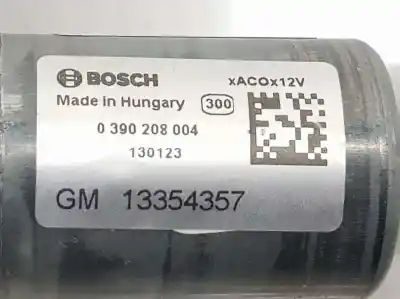 BOSCH xACOx12V
Made in Hungary 300
0 390 208 004
130123
GM 13354357